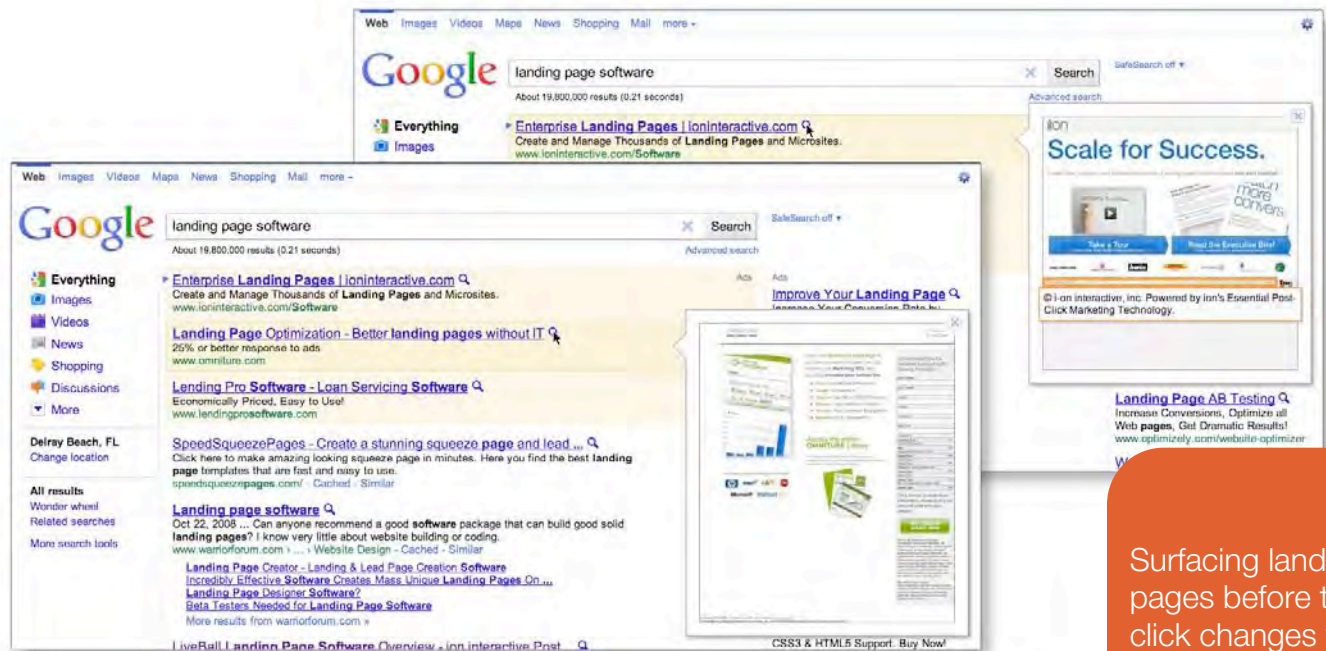 Web Images Videos Maps News Shopping Mail more
Google
landing page software
Search
SafeSearch off
About 19,800,000 results (0.21 seconds)
Advanced search
Everything
Images
Enterprise Landing Pages | ioninteractive.com
Create and Manage Thousands of Landing Pages and Microsites.
www.ioninteractive.com/Software
ion
Scale for Success.
more
convers
Take a Tour
Read the Executive Brief
© i-on interactive, inc. Powered by ion's Essential Post-
Click Marketing Technology.
Landing Page AB Testing
Increase Conversions, Optimize all
Web pages, Get Dramatic Results!
www.optimizely.com/website-optimizer
Web Images Videos Maps News Shopping Mail more
Google
landing page software
Search
SafeSearch off
About 19,800,000 results (0.21 seconds)
Advanced search
Everything
Images
Videos
News
Shopping
Discussions
More
Delray Beach, FL
Change location
All results
Wonder wheel
Related searches
More search tools
Enterprise Landing Pages | ioninteractive.com
Ads
Create and Manage Thousands of Landing Pages and Microsites.
www.ioninteractive.com/Software
Landing Page Optimization - Better landing pages without IT
25% or better response to ads
www.omniture.com
Lending Pro Software - Loan Servicing Software
Economically Priced, Easy to Use!
www.lendingprosoftware.com
SpeedSqueezePages - Create a stunning squeeze page and lead ...
Click here to make amazing looking squeeze page in minutes. Here you find the best landing
page templates that are fast and easy to use.
speedsqueezepages.com/ - Cached - Similar
Landing page software
Oct 22, 2008 ... Can anyone recommend a good software package that can build good solid
landing pages? I know very little about website building or coding.
www.warriorforum.com › ... › Website Design - Cached - Similar
Landing Page Creator - Landing & Lead Page Creation Software
Incredibly Effective Software Creates Mass Unique Landing Pages On ...
Landing Page Designer Software?
Beta Testers Needed for Landing Page Software
More results from warriorforum.com »
LiveBall Landing Page Software Overview - ion interactive Post
Ads
Improve Your Landing Page
Increase Your Conversion Rate by
CSS3 & HTML5 Support. Buy Now!
Surfacing land
pages before t
click changes